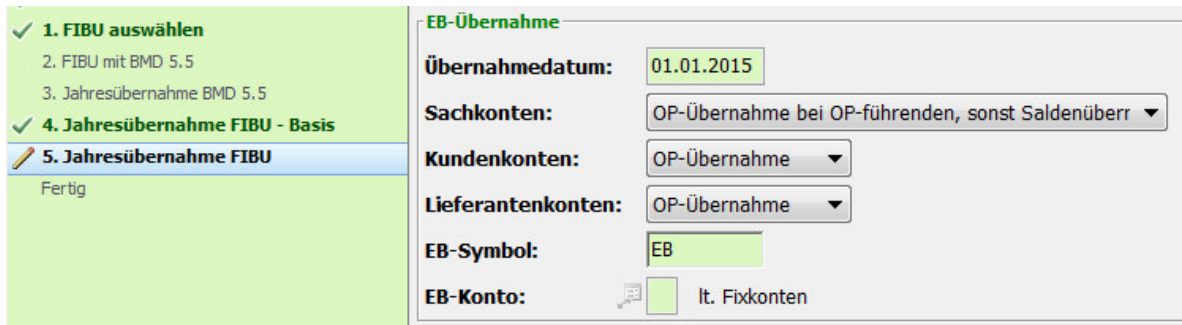 1. FIBU auswählen
2. FIBU mit BMD 5.5
3. Jahresübernahme BMD 5.5
4. Jahresübernahme FIBU - Basis
5. Jahresübernahme FIBU
Fertig
EB-Übernahme
Übernahmedatum: 01.01.2015
Sachkonten: OP-Übernahme bei OP-führenden, sonst Saldenüberr
Kundenkonten: OP-Übernahme
Lieferantenkonten: OP-Übernahme
EB-Symbol: EB
EB-Konto: lt. Fixkonten